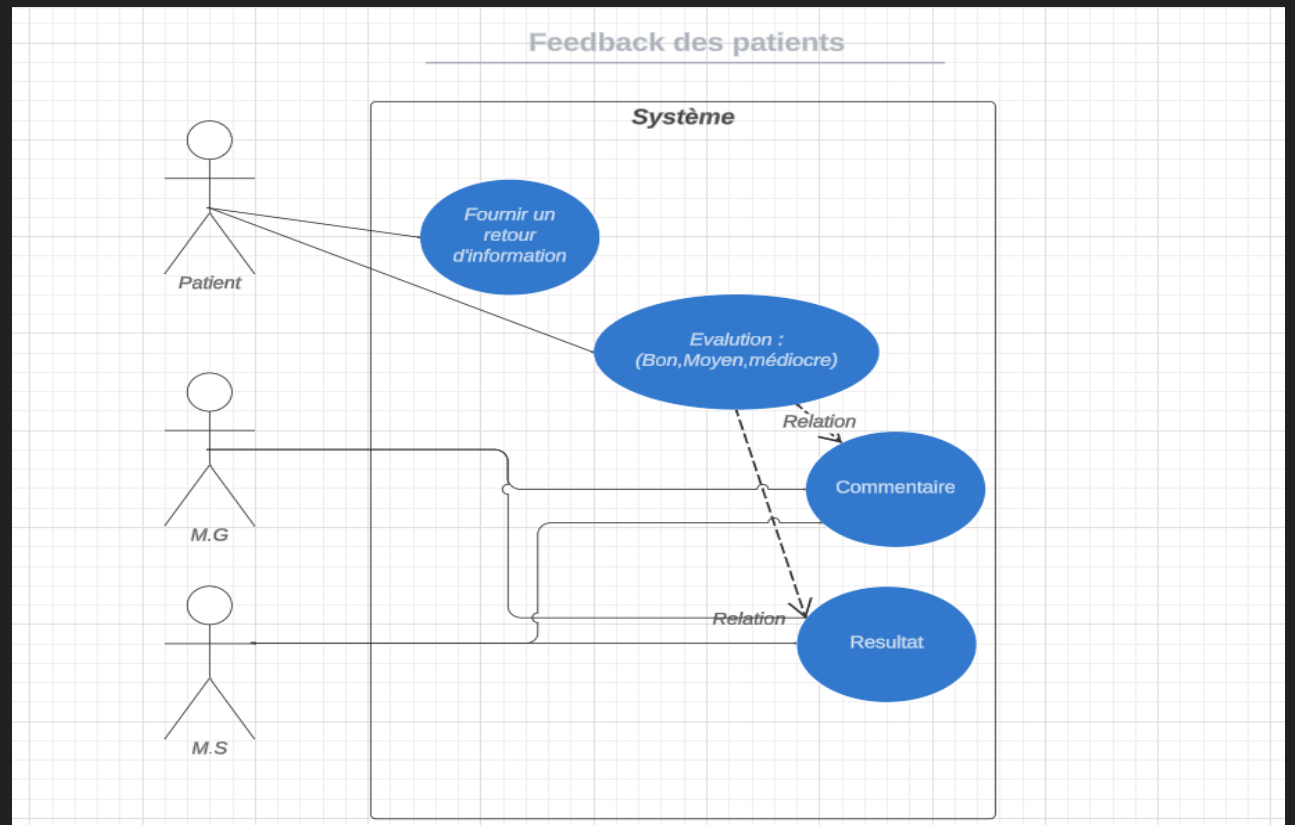 Feedback des patients
Système
Fournir un
retour
d'information
Patient
Evalution :
(Bon,Moyen,médiocre)
Relation
Commentaire
M.G
Relation
Resultat
M.S